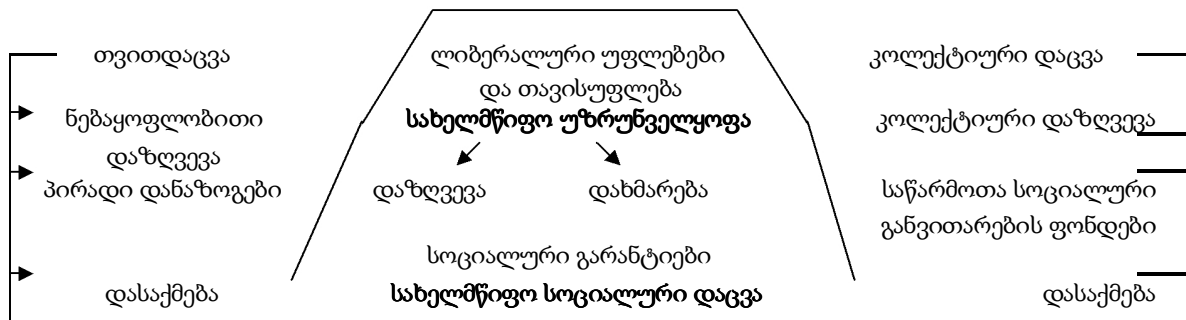 თვითდაცვა
ნებაყოფლობითი
დაზღვევა
პირადი დანაზოგები
დასაქმება
ლიბერალური უფლებები
და თავისუფლება
სახელმწიფო უზრუნველყოფა
დაზღვევა დახმარება
სოციალური გარანტიები
სახელმწიფო სოციალური დაცვა
კოლექტიური დაცვა
კოლექტიური დაზღვევა
საწარმოთა სოციალური
განვითარების ფონდები
დასაქმება